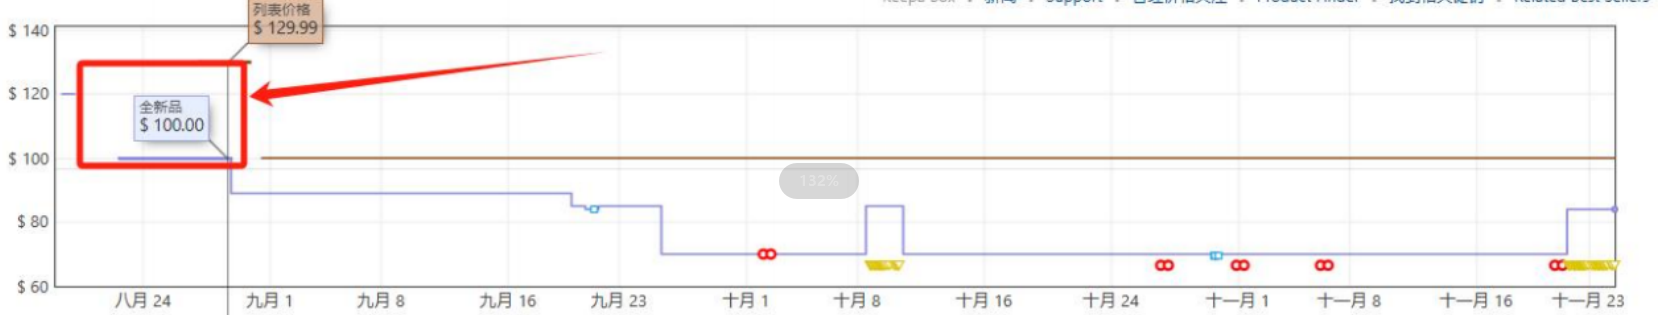 列表价格
$ 129.99
$ 140
$ 120
全新品
$ 100.00
$ 100
132%
$ 80
$ 60
八月 24
九月 1
九月 8
九月 16
九月 23
十月 1
十月 8
十月 16
十月 24
十一月 1
十一月 8
十一月 16
十一月 23